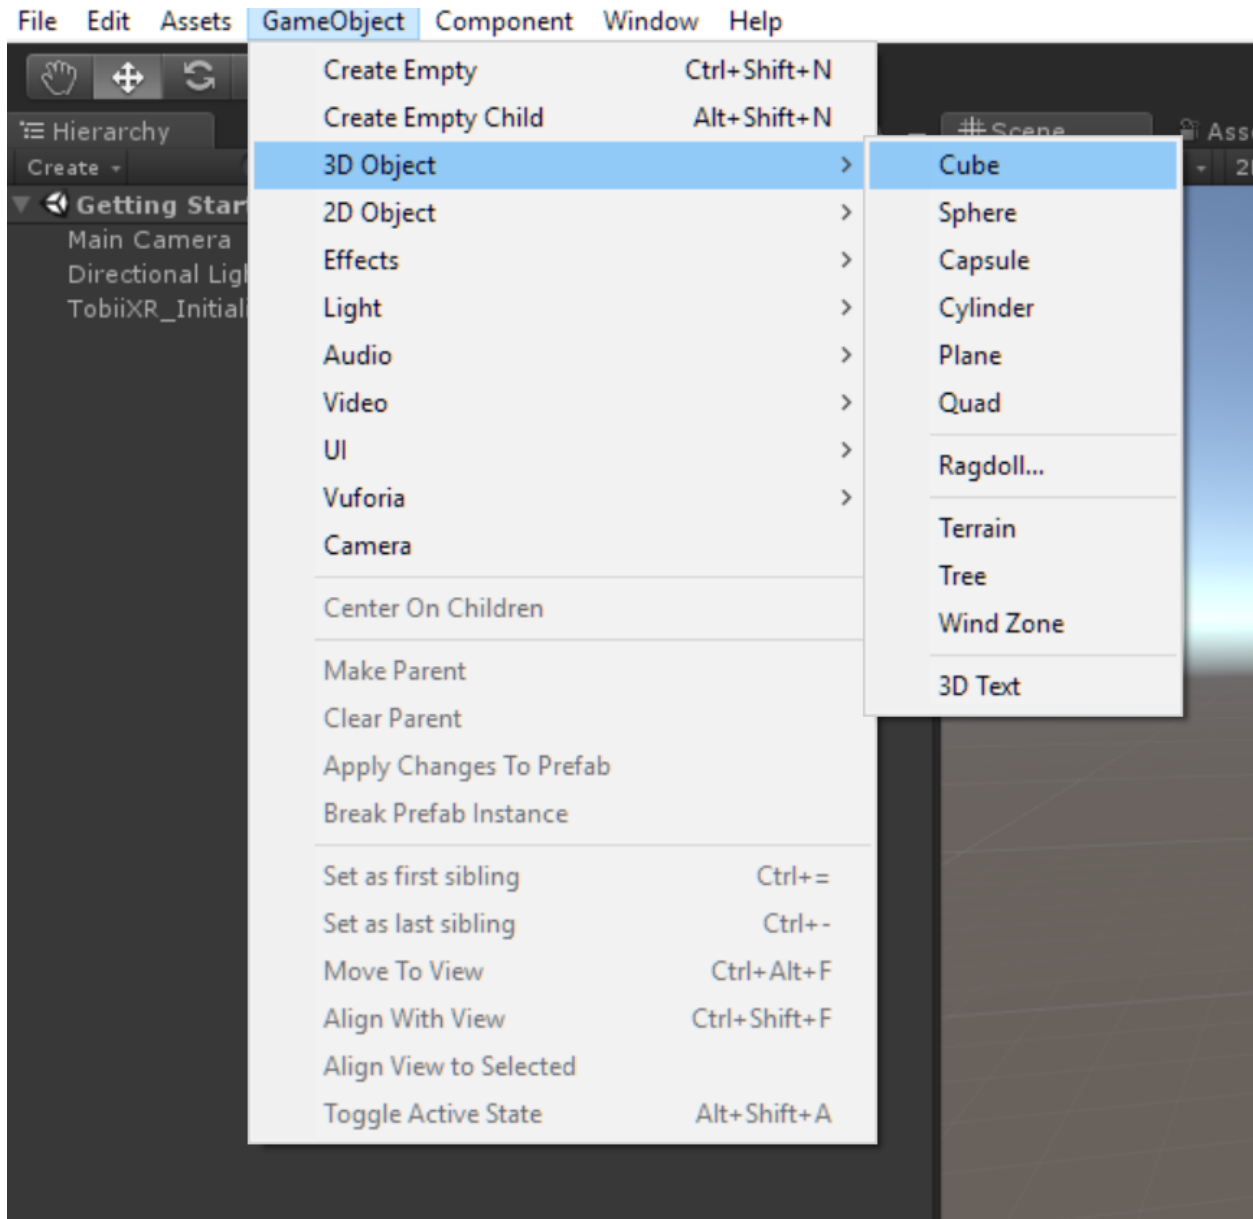 File Edit Assets GameObject Component Window Help
Create Empty Ctrl+Shift+N
Create Empty Child Alt+Shift+N
3D Object
2D Object
Effects
Light
Audio
Video
UI
Vuforia
Camera
Center On Children
Make Parent
Clear Parent
Apply Changes To Prefab
Break Prefab Instance
Set as first sibling Ctrl+=
Set as last sibling Ctrl+-
Move To View Ctrl+Alt+F
Align With View Ctrl+Shift+F
Align View to Selected
Toggle Active State Alt+Shift+A
Cube
Sphere
Capsule
Cylinder
Plane
Quad
Ragdoll...
Terrain
Tree
Wind Zone
3D Text
Hierarchy
Create
Getting Star
Main Camera
Directional Lig
TobiiXR_Initiali
Scene
Asse